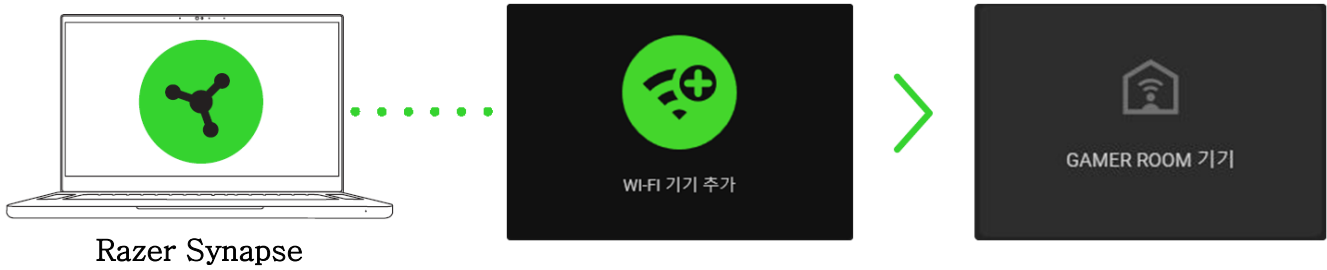 Razer Synapse
WI-FI 기기 추가
GAMER ROOM 기기